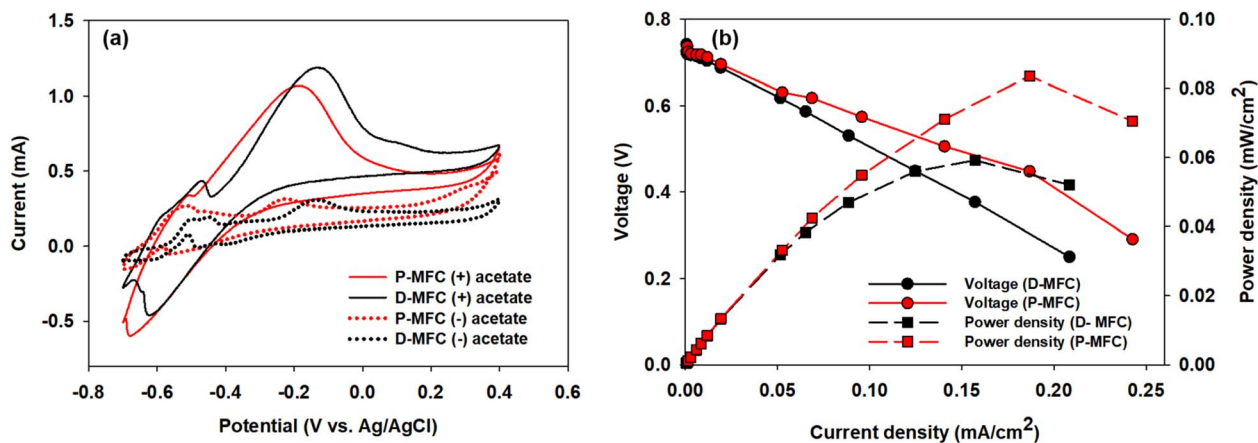 (a)
1.5
1.0
0.5
0.0
-0.5
Current (mA)
P-MFC (+) acetate
D-MFC (+) acetate
P-MFC (-) acetate
D-MFC (-) acetate
-0.8 -0.6 -0.4 -0.2 0.0 0.2 0.4 0.6
Potential (V vs. Ag/AgCl)
(b)
0.8
0.6
0.4
0.2
0.0
Voltage (V)
Voltage (D-MFC)
Voltage (P-MFC)
Power density (D- MFC)
Power density (P-MFC)
0.10
0.08
0.06
0.04
0.02
0.00
Power density (mW/cm2)
0.00 0.05 0.10 0.15 0.20 0.25
Current density (mA/cm2)